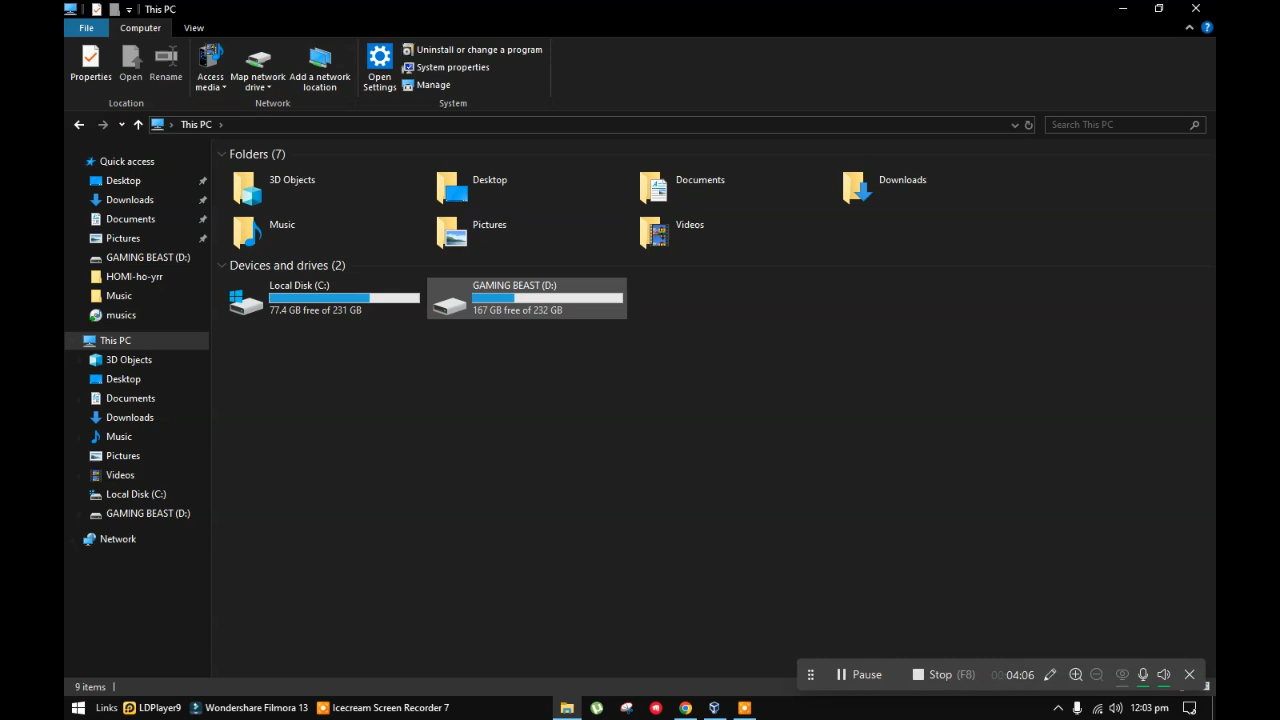 This PC
File Computer View
Properties Open Rename Access media Map network drive Add a network location Open Settings
Uninstall or change a program
System properties
Manage
Location Network System
This PC
Search This PC
Quick access
Desktop
Downloads
Documents
Pictures
GAMING BEAST (D:)
HOMI-ho-yrr
Music
musics
This PC
3D Objects
Desktop
Documents
Downloads
Music
Pictures
Videos
Local Disk (C:)
GAMING BEAST (D:)
Network
Folders (7)
3D Objects Desktop Documents Downloads
Music Pictures Videos
Devices and drives (2)
Local Disk (C:)
77.4 GB free of 231 GB
GAMING BEAST (D:)
167 GB free of 232 GB
9 items
Pause Stop (F8) 00:04:06
Links LDPlayer9 Wondershare Filmora 13 Icecream Screen Recorder 7 12:03 pm